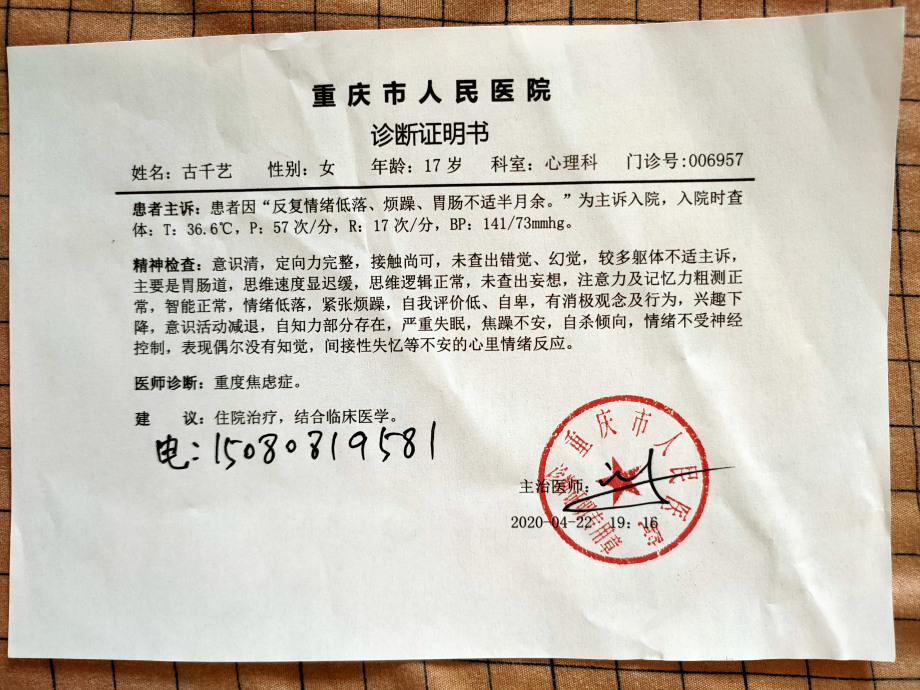 重庆市人民医院
诊断证明书
姓名：古千艺 性别：女 年龄：17 岁 科室：心理科 门诊号:006957
患者主诉：患者因“反复情绪低落、烦躁、胃肠不适半月余。”为主诉入院，入院时查
体：T：36.6℃，P：57 次/分，R：17 次/分，BP：141/73mmhg。
精神检查：意识清，定向力完整，接触尚可，未查出错觉、幻觉，较多躯体不适主诉，
主要是胃肠道，思维速度显迟缓，思维逻辑正常，未查出妄想，注意力及记忆力粗测正
常，智能正常，情绪低落，紧张烦躁，自我评价低、自卑，有消极观念及行为，兴趣下
降，意识活动减退，自知力部分存在，严重失眠，焦躁不安，自杀倾向，情绪不受神经
控制，表现偶尔没有知觉，间接性失忆等不安的心里情绪反应。
医师诊断：重度焦虑症。
建 议：住院治疗，结合临床医学。
电：15080819581
主治医师：
2020-04-22 19：16
重庆市人民医院
诊断证明专用章